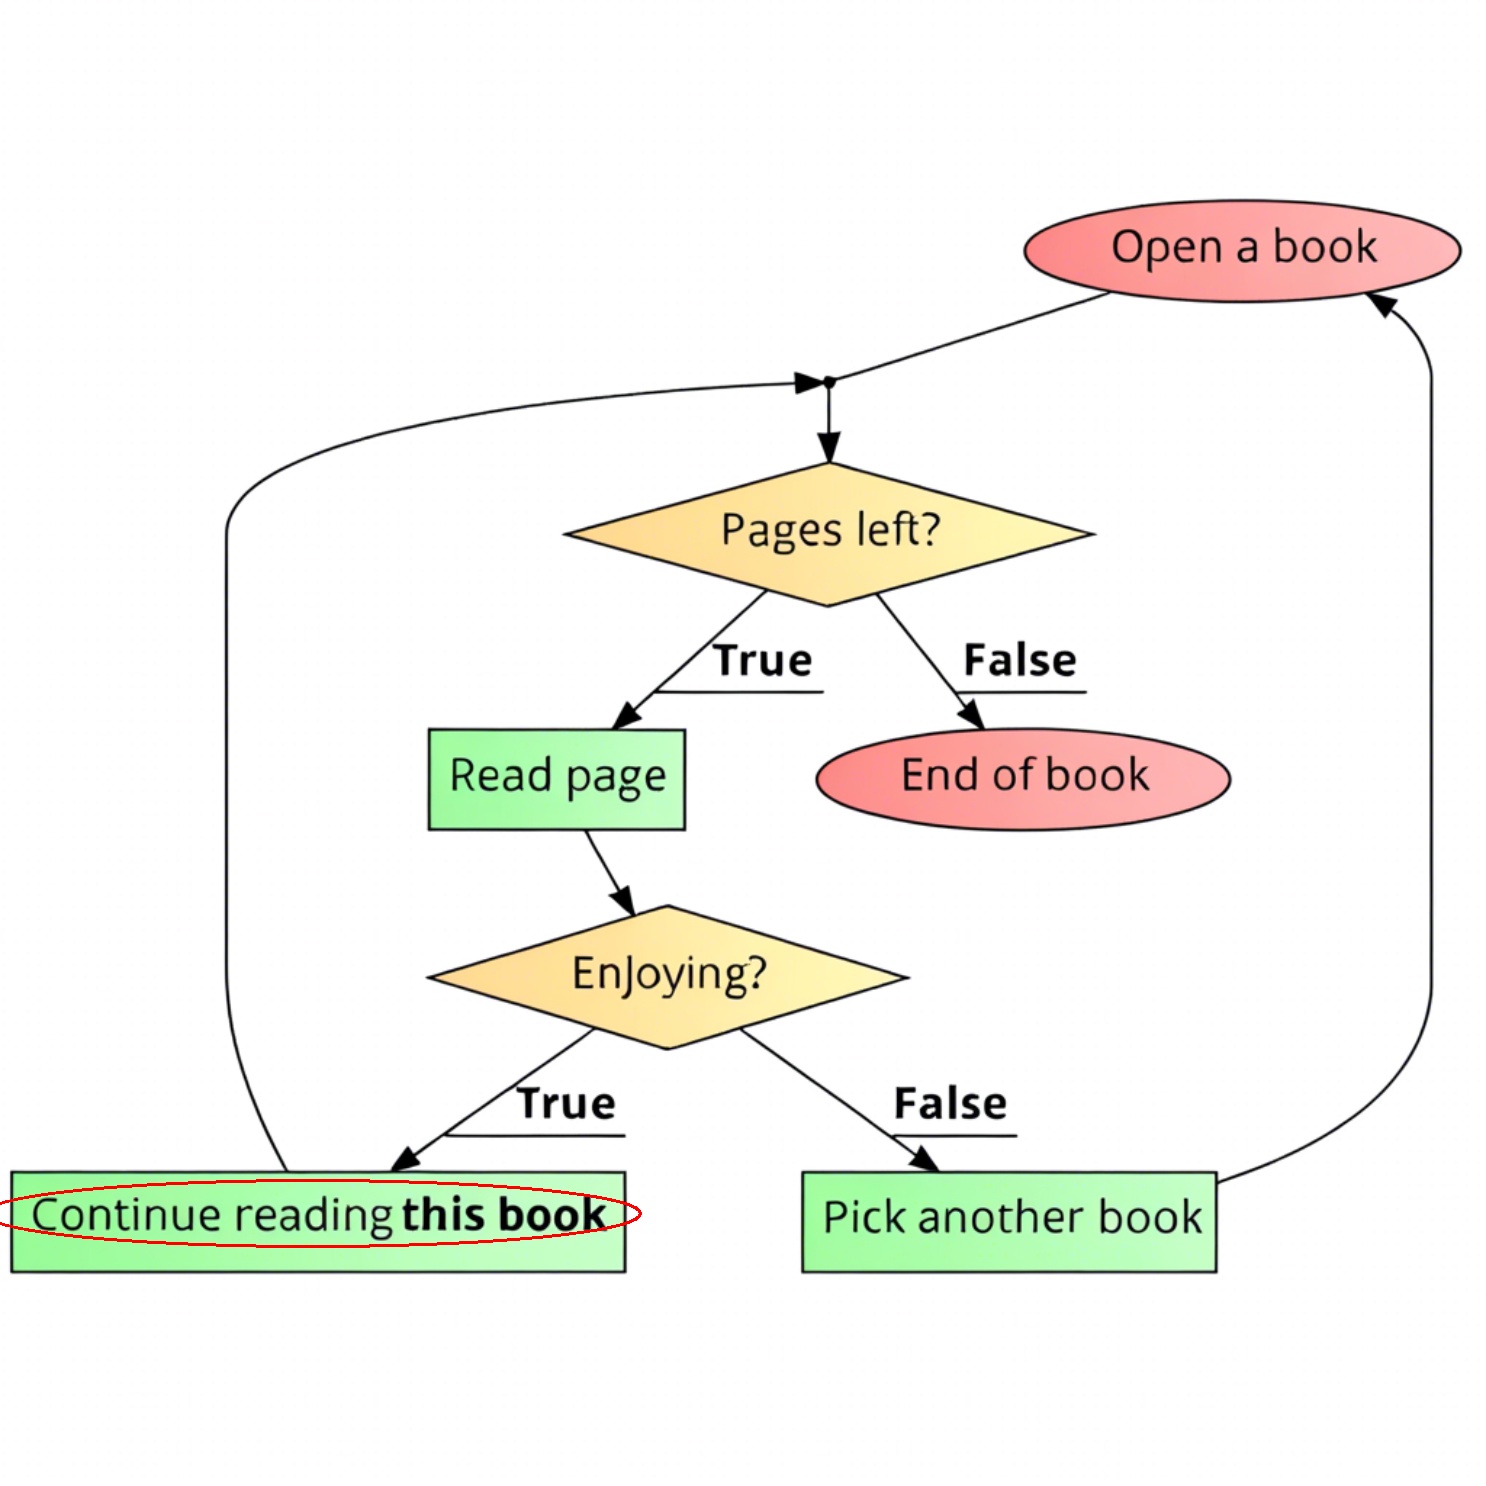 Open a book
Pages left?
True
False
Read page
End of book
EnJoying?
True
False
Continue reading this book
Pick another book